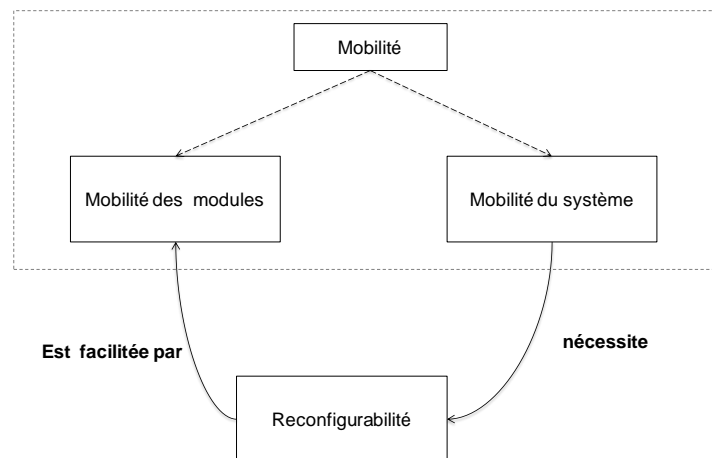 Mobilité
Mobilité des modules
Mobilité du système
Est facilitée par
nécessite
Reconfigurabilité